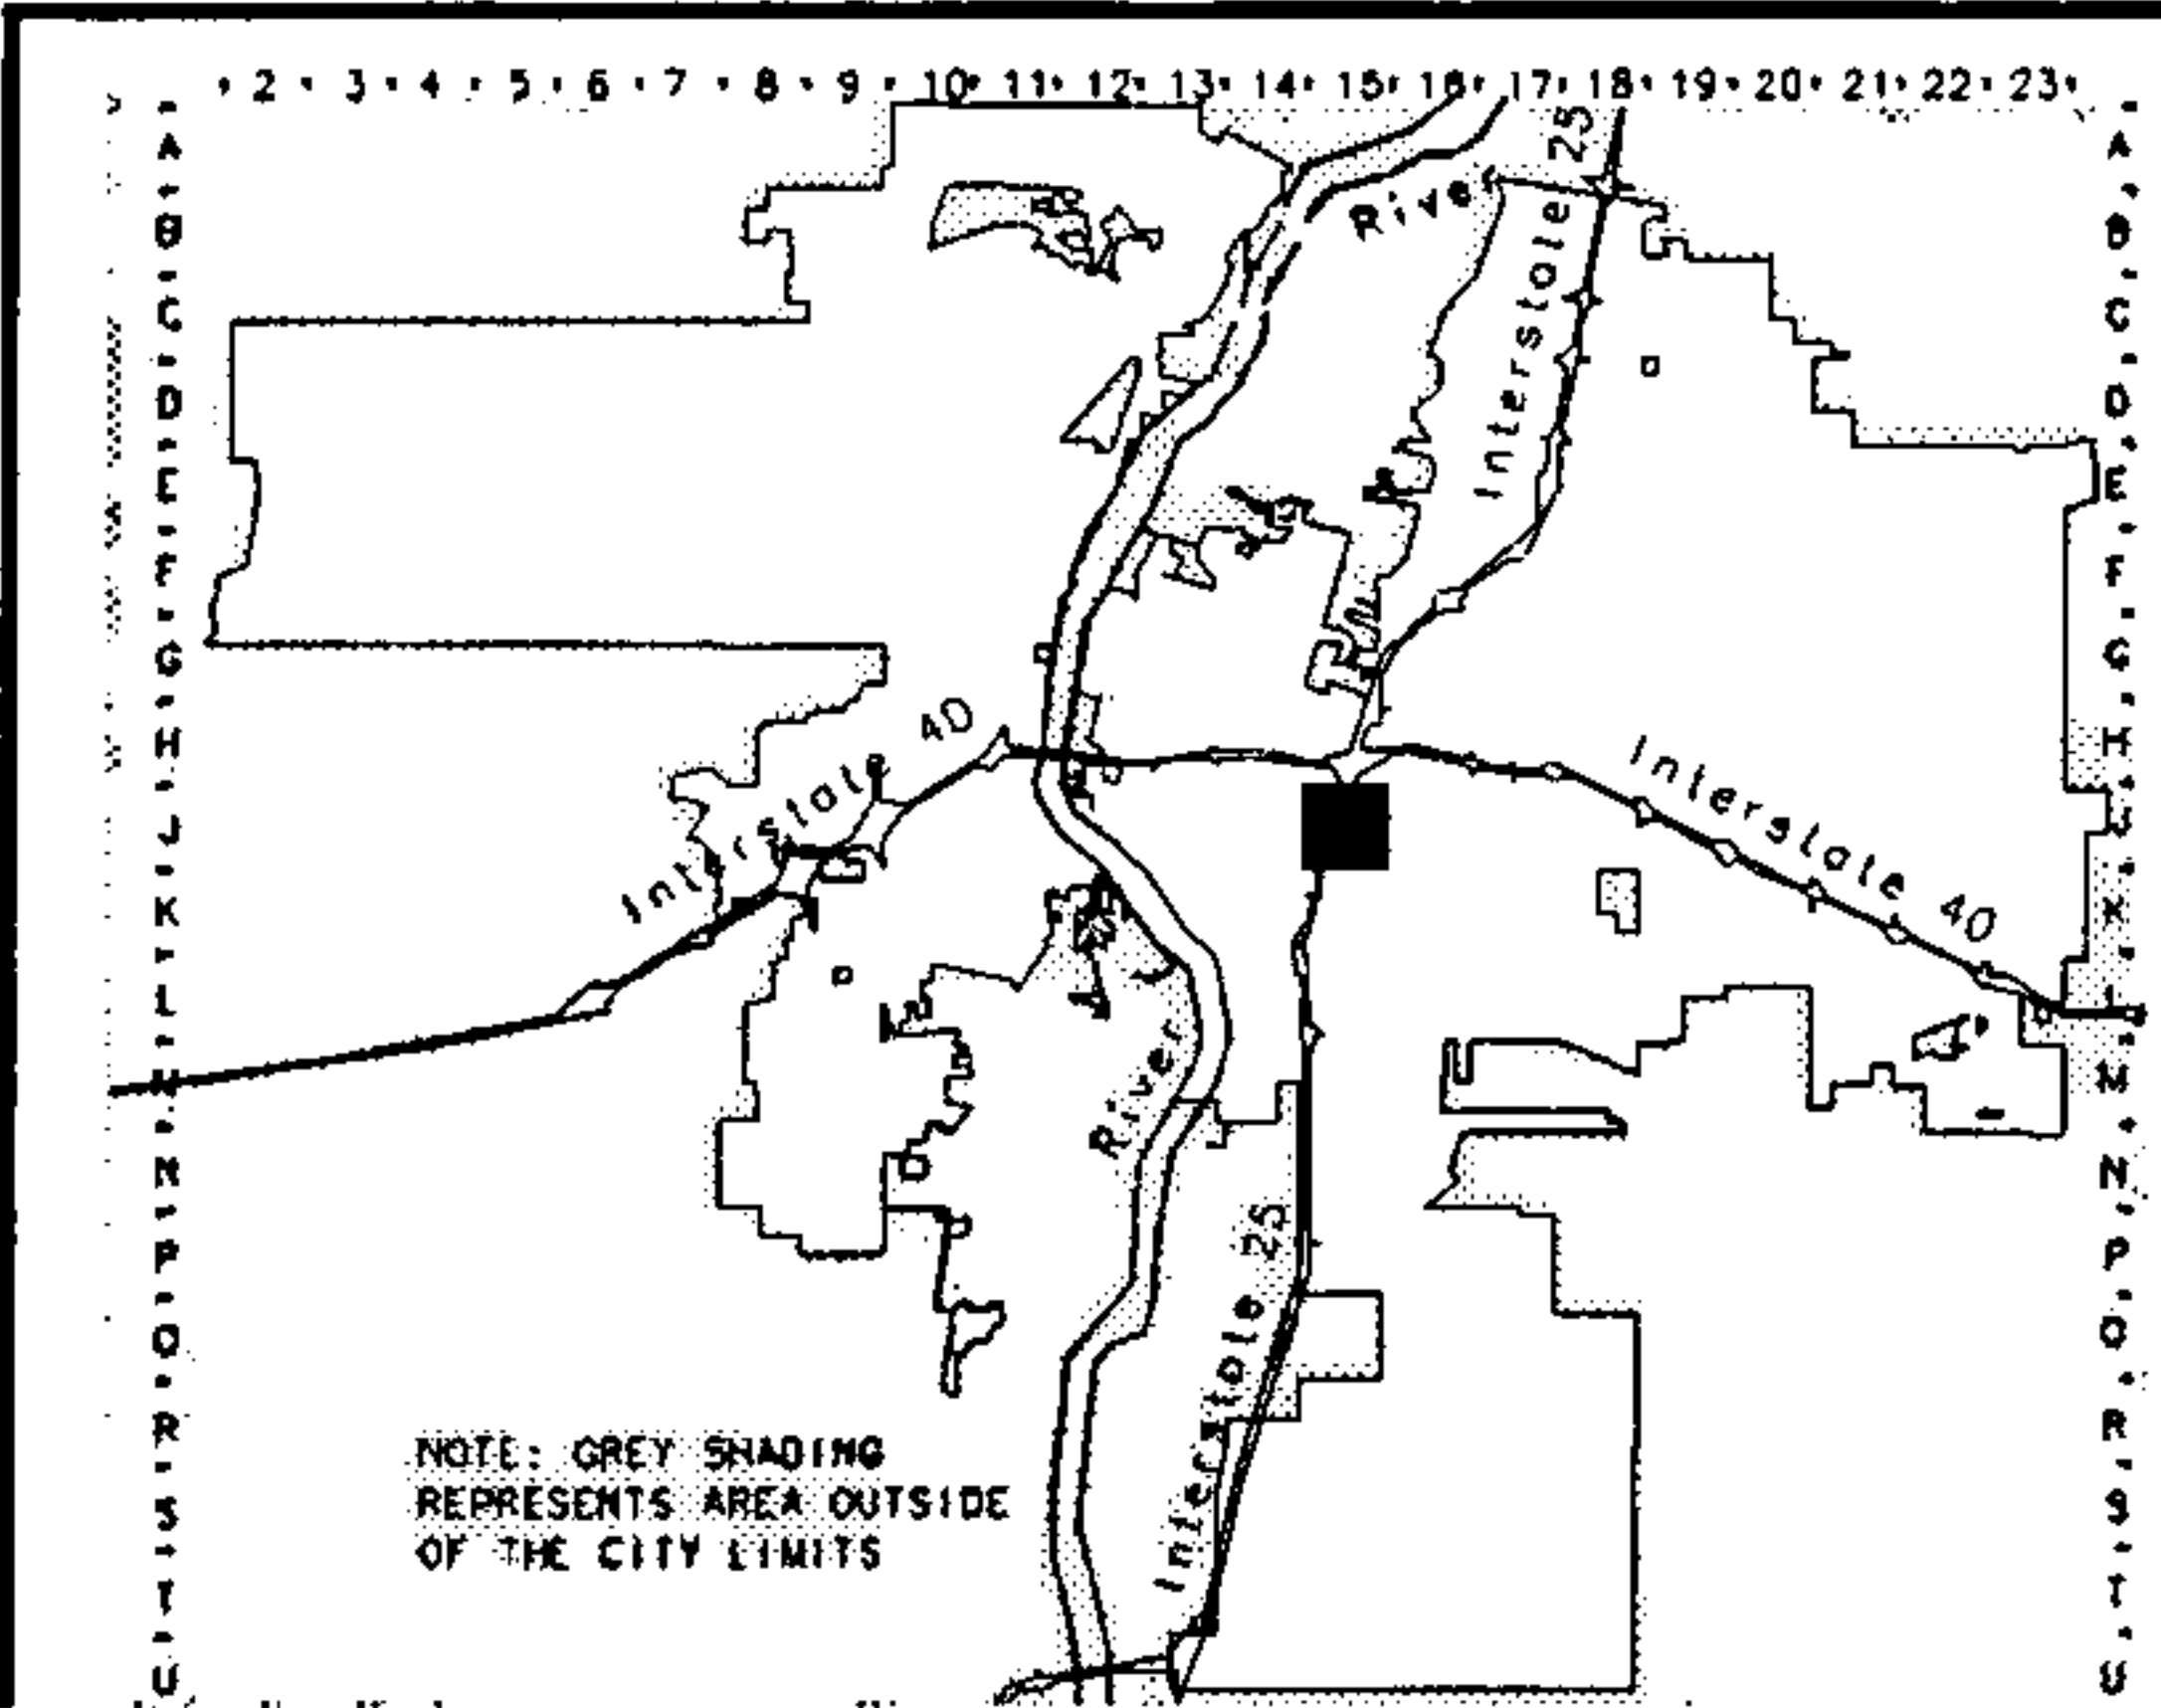 2 3 4 5 6 7 8 9 10 11 12 13 14 15 16 17 18 19 20 21 22 23
A A
B B
C C
D D
E E
F F
G G
H H
J J
K K
L L
M M
N N
P P
Q Q
R R
S S
T T
U U
River
Interstate 25
Interstate 40
Interstate 40
River
Interstate 25
NOTE: GREY SHADING
REPRESENTS AREA OUTSIDE
OF THE CITY LIMITS